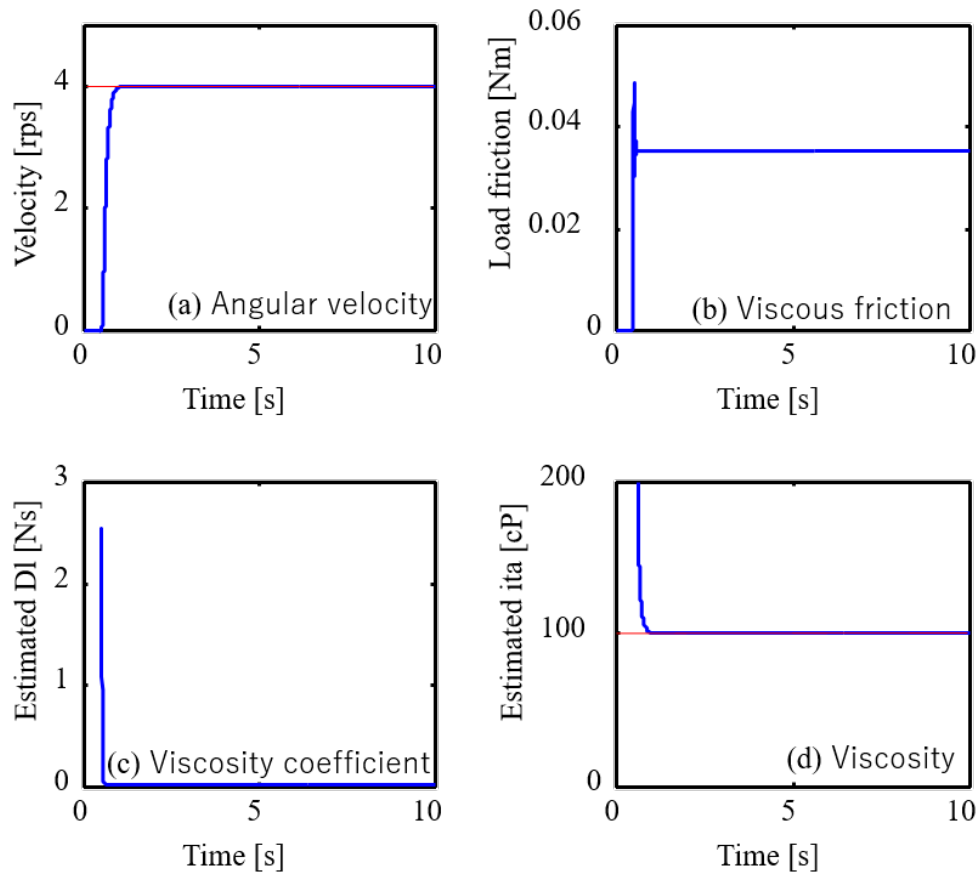 Velocity [rps]
4
2
0
(a) Angular velocity
0 5 10
Time [s]
Load friction [Nm]
0.06
0.04
0.02
0
(b) Viscous friction
0 5 10
Time [s]
Estimated Dl [Ns]
3
2
1
0
(c) Viscosity coefficient
0 5 10
Time [s]
Estimated ita [cP]
200
100
0
(d) Viscosity
0 5 10
Time [s]